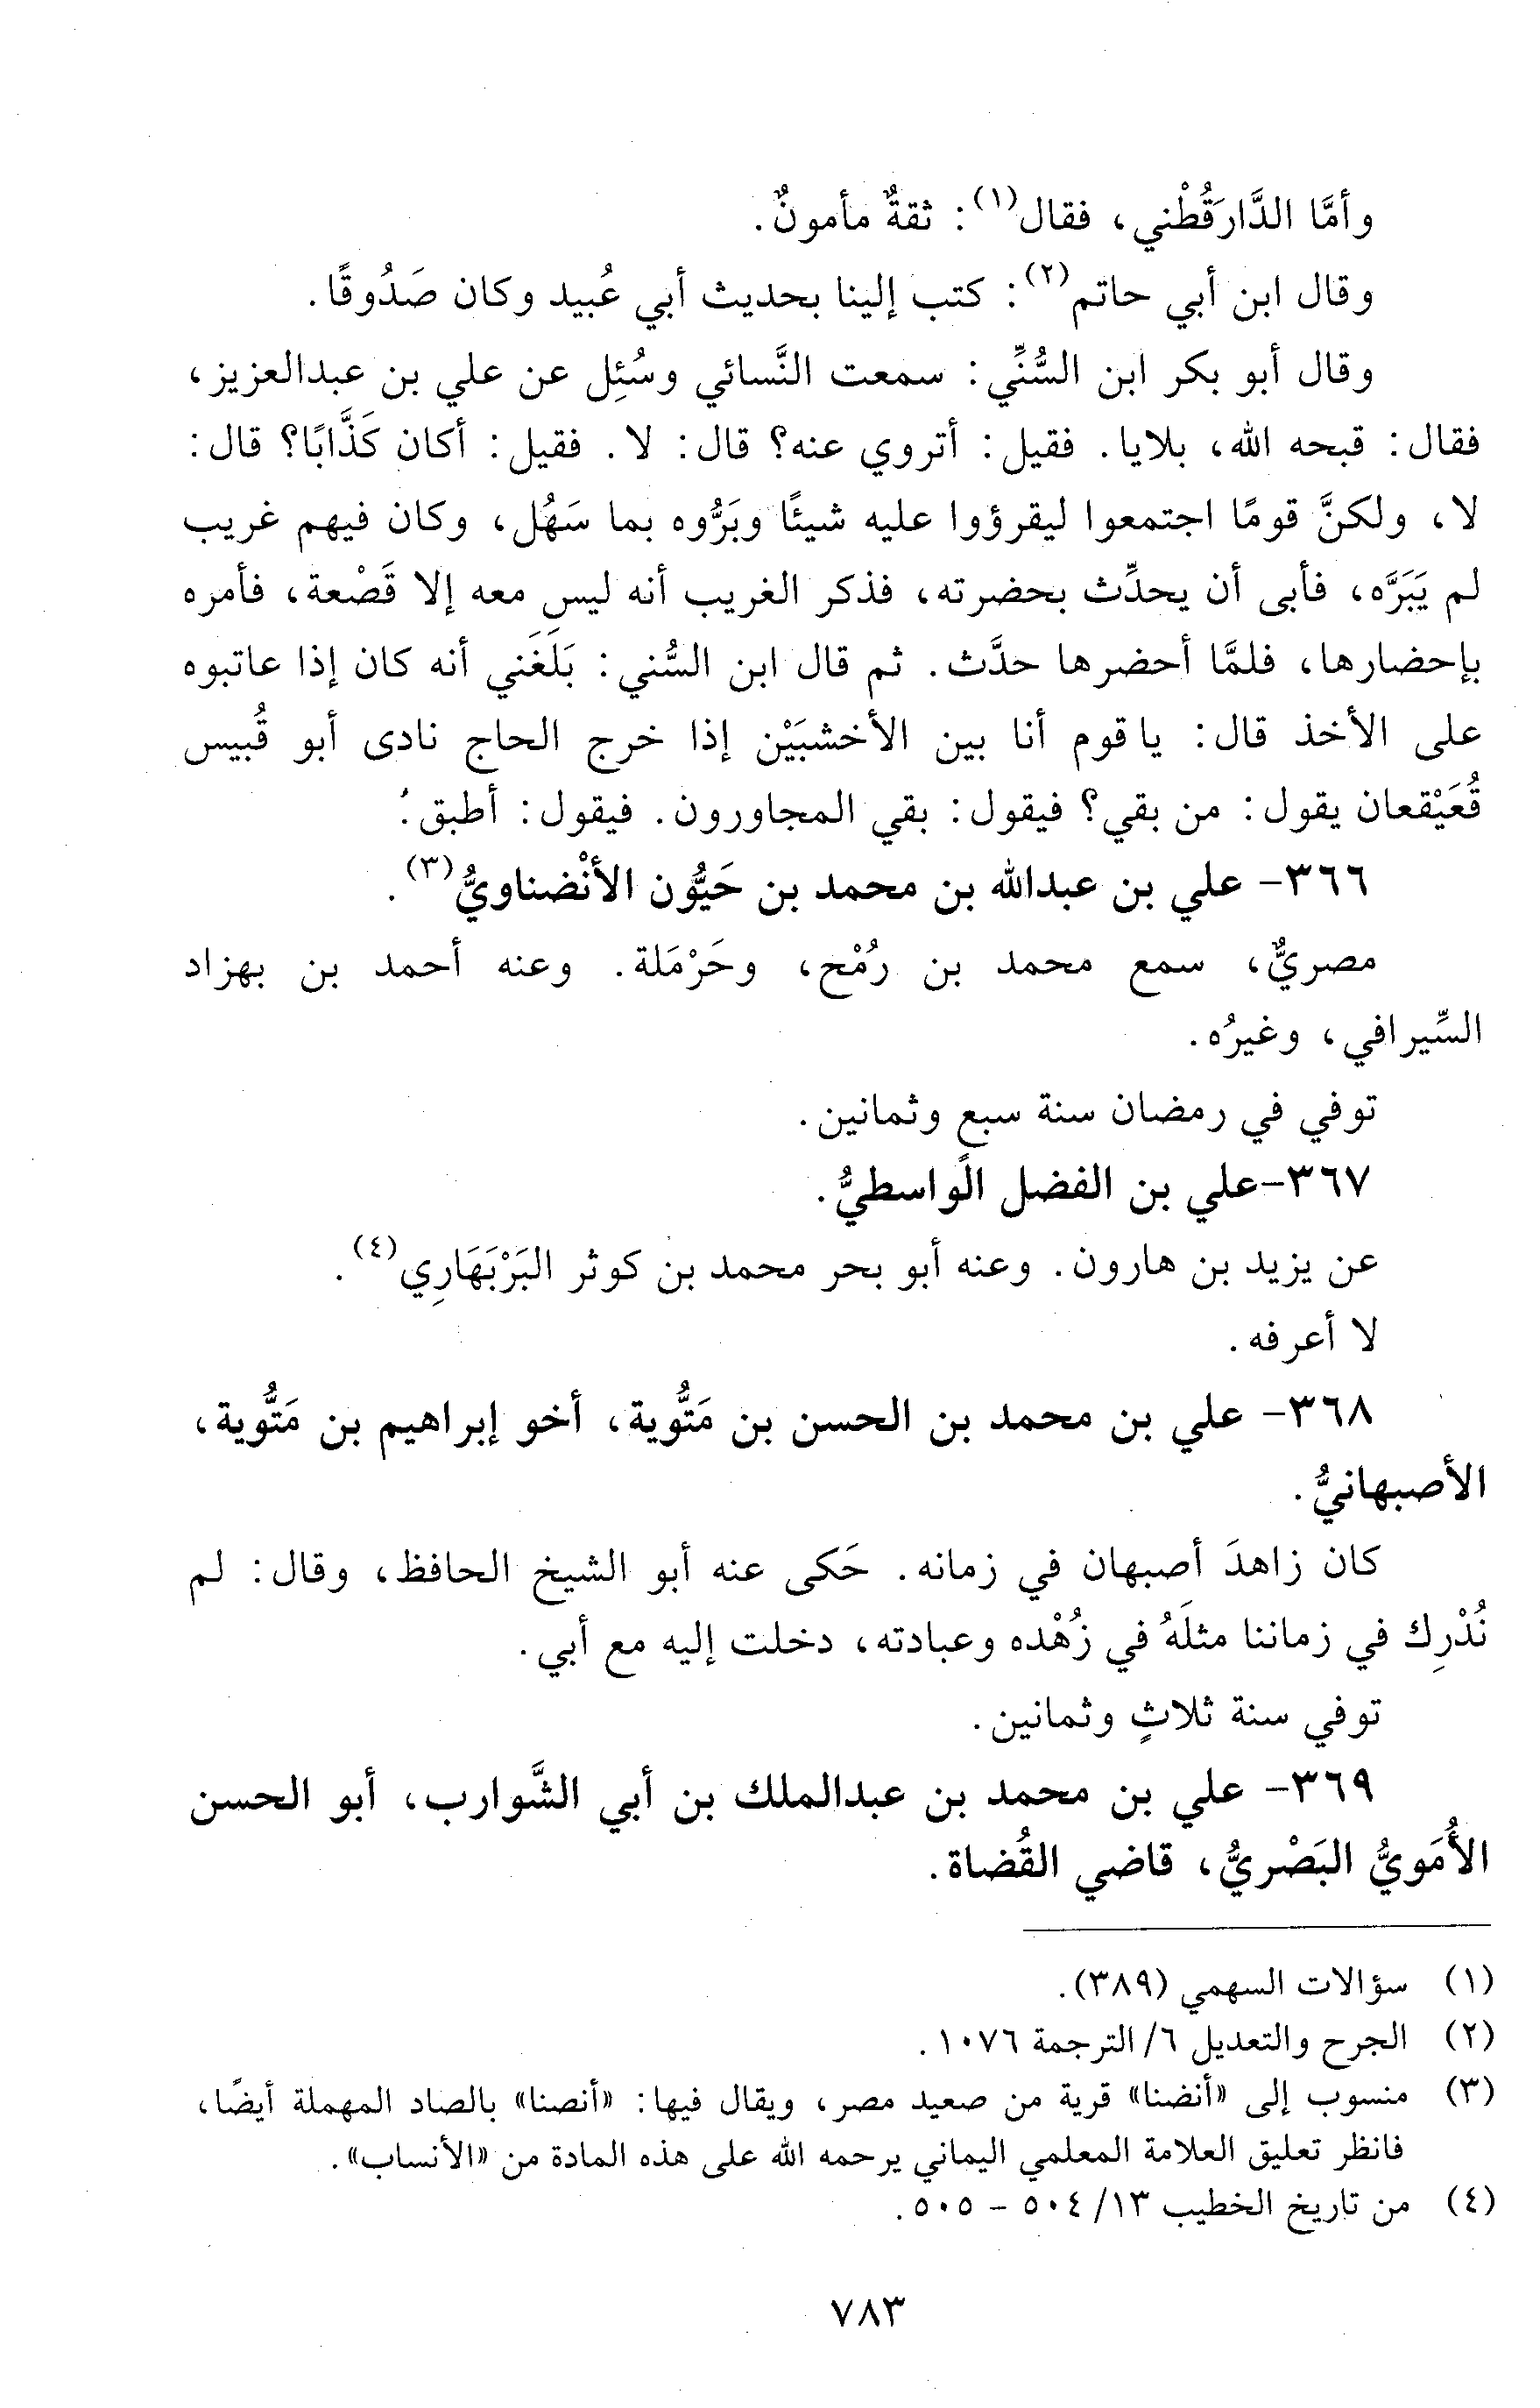 وأمَّا الدَّارَقُطْني، فقال(١): ثقةٌ مأمونٌ.
وقال ابن أبي حاتم(٢): كتب إلينا بحديث أبي عُبيد وكان صَدُوقًا.
وقال أبو بكر ابن السُّنِّي: سمعت النَّسائي وسُئِل عن علي بن عبدالعزيز،
فقال: قبحه الله، بلايا. فقيل: أتروي عنه؟ قال: لا. فقيل: أكان كَذَّابًا؟ قال:
لا، ولكنَّ قومًا اجتمعوا ليقرؤوا عليه شيئًا وبَرُّوه بما سَهُل، وكان فيهم غريب
لم يَبَرَّه، فأبى أن يحدِّث بحضرته، فذكر الغريب أنه ليس معه إلا قَصْعة، فأمره
بإحضارها، فلمَّا أحضرها حدَّث. ثم قال ابن السُّني: بَلَغَني أنه كان إذا عاتبوه
على الأخذ قال: يا قوم أنا بين الأخشبَيْن إذا خرج الحاج نادى أبو قُبيس
قُعَيْقعان يقول: من بقي؟ فيقول: بقي المجاورون. فيقول: أطبق.
٣٦٦- علي بن عبدالله بن محمد بن حَيُّون الأنْضناويُّ(٣).
مصريٌّ، سمع محمد بن رُمْح، وحَرْمَلة. وعنه أحمد بن بهزاد
السِّيرافي، وغيرُه.
توفي في رمضان سنة سبع وثمانين.
٣٦٧-علي بن الفضل الواسطيُّ.
عن يزيد بن هارون. وعنه أبو بحر محمد بن كوثر البَرْبَهَارِي(٤).
لا أعرفه.
٣٦٨- علي بن محمد بن الحسن بن مَتُّوية، أخو إبراهيم بن مَتُّوية،
الأصبهانيُّ.
كان زاهدَ أصبهان في زمانه. حَكى عنه أبو الشيخ الحافظ، وقال: لم
نُدْرِك في زماننا مثلَهُ في زُهْده وعبادته، دخلت إليه مع أبي.
توفي سنة ثلاثٍ وثمانين.
٣٦٩- علي بن محمد بن عبدالملك بن أبي الشَّوارب، أبو الحسن
الأُمَويُّ البَصْريُّ، قاضي القُضاة.
(١) سؤالات السهمي (٣٨٩).
(٢) الجرح والتعديل ٦/ الترجمة ١٠٧٦.
(٣) منسوب إلى «أنضنا» قرية من صعيد مصر، ويقال فيها: «أنصنا» بالصاد المهملة أيضًا،
فانظر تعليق العلامة المعلمي اليماني يرحمه الله على هذه المادة من «الأنساب».
(٤) من تاريخ الخطيب ١٣/ ٥٠٤ - ٥٠٥.
٧٨٣